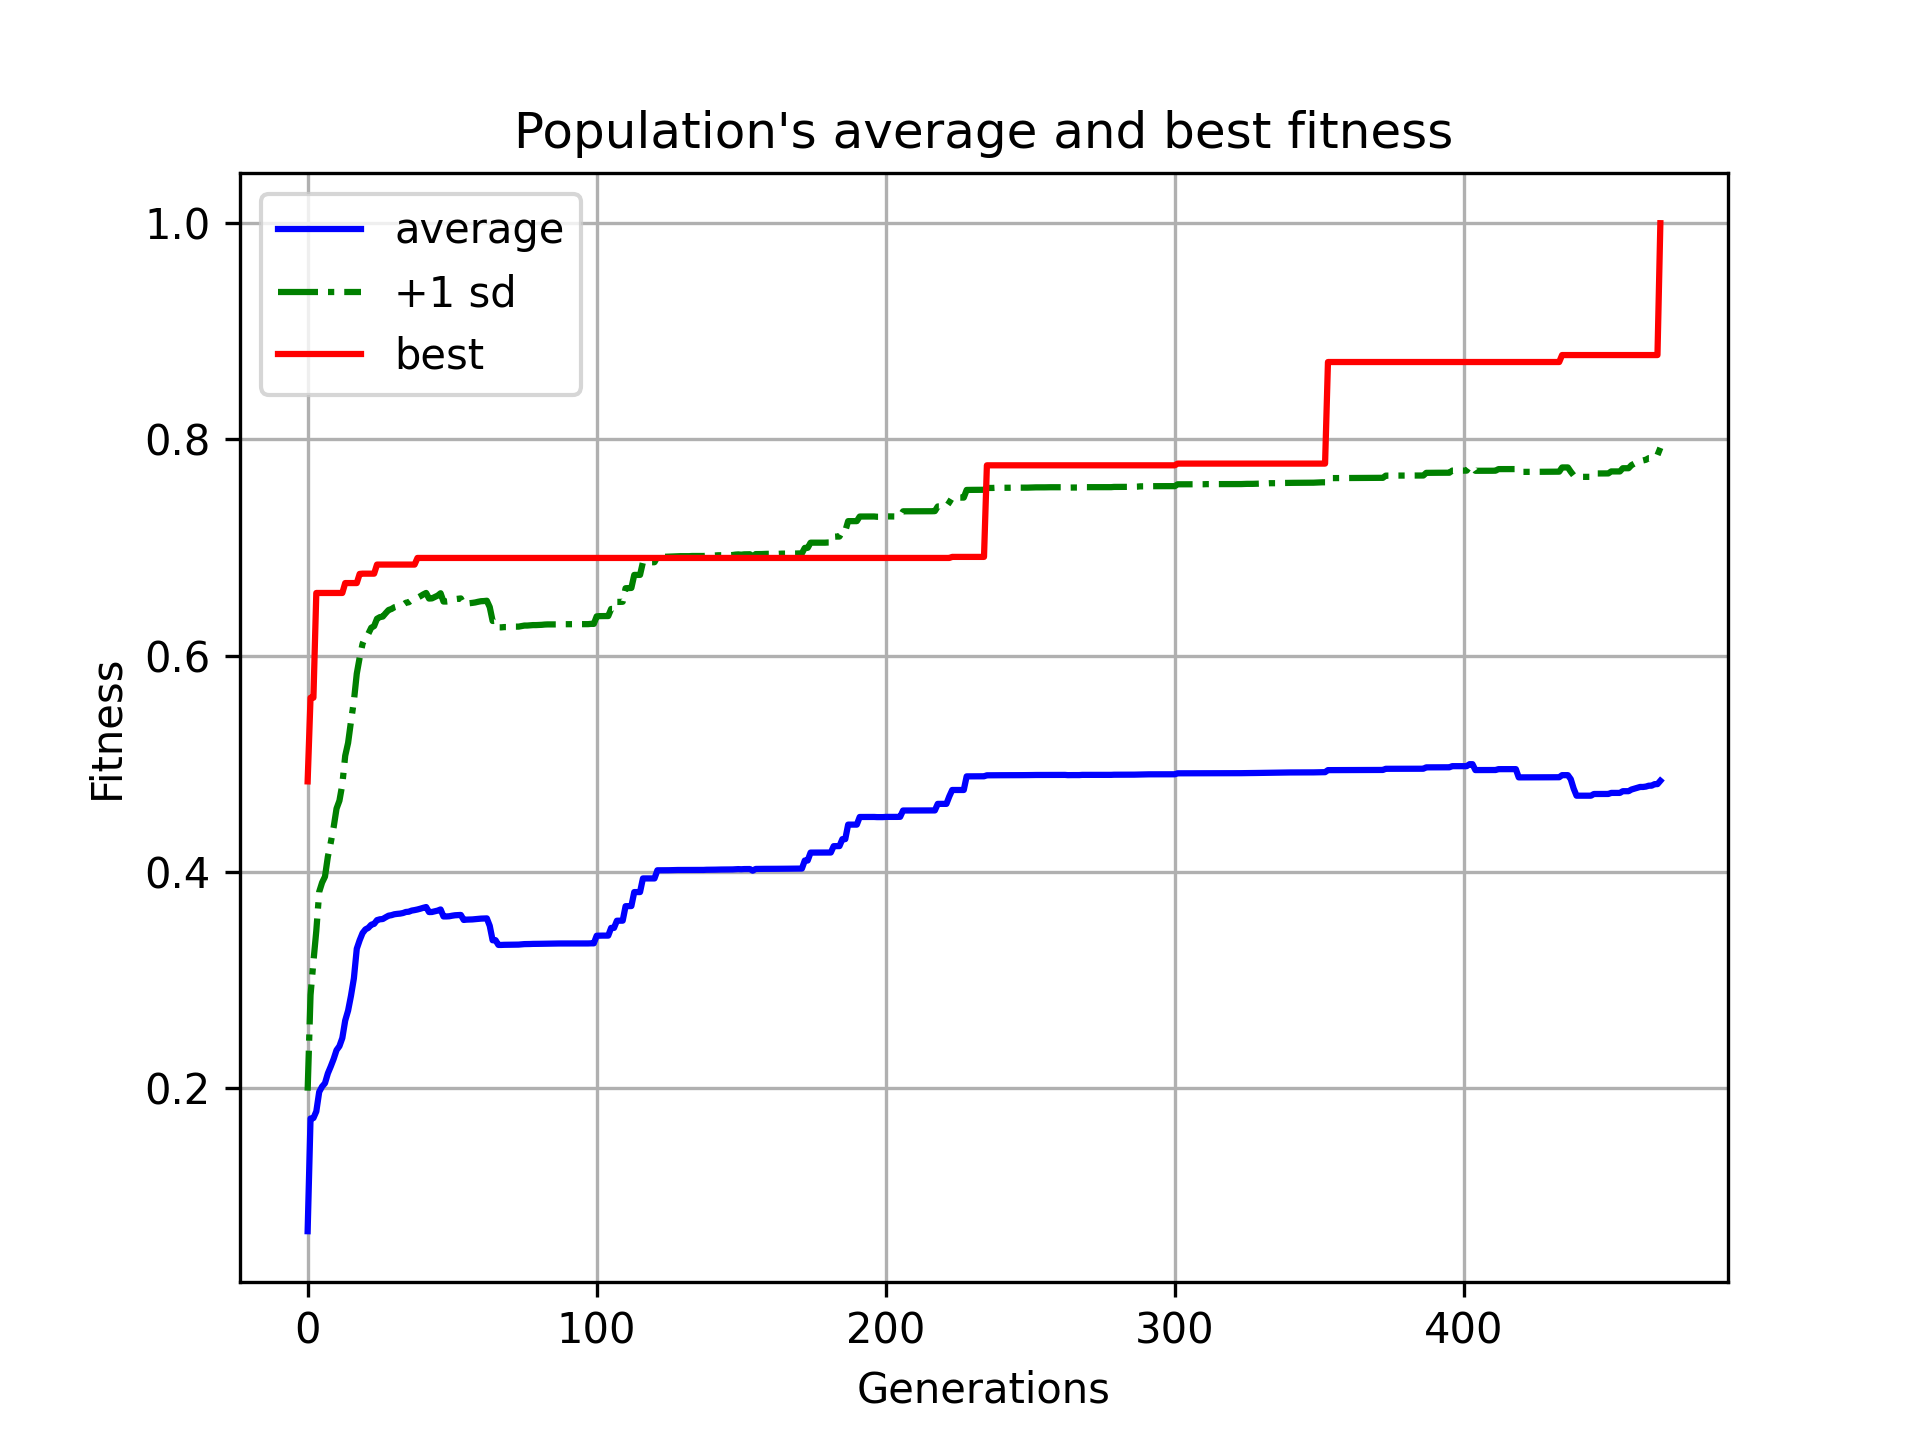 Population's average and best fitness
average
+1 sd
best
1.0
0.8
0.6
0.4
0.2
Fitness
0 100 200 300 400
Generations